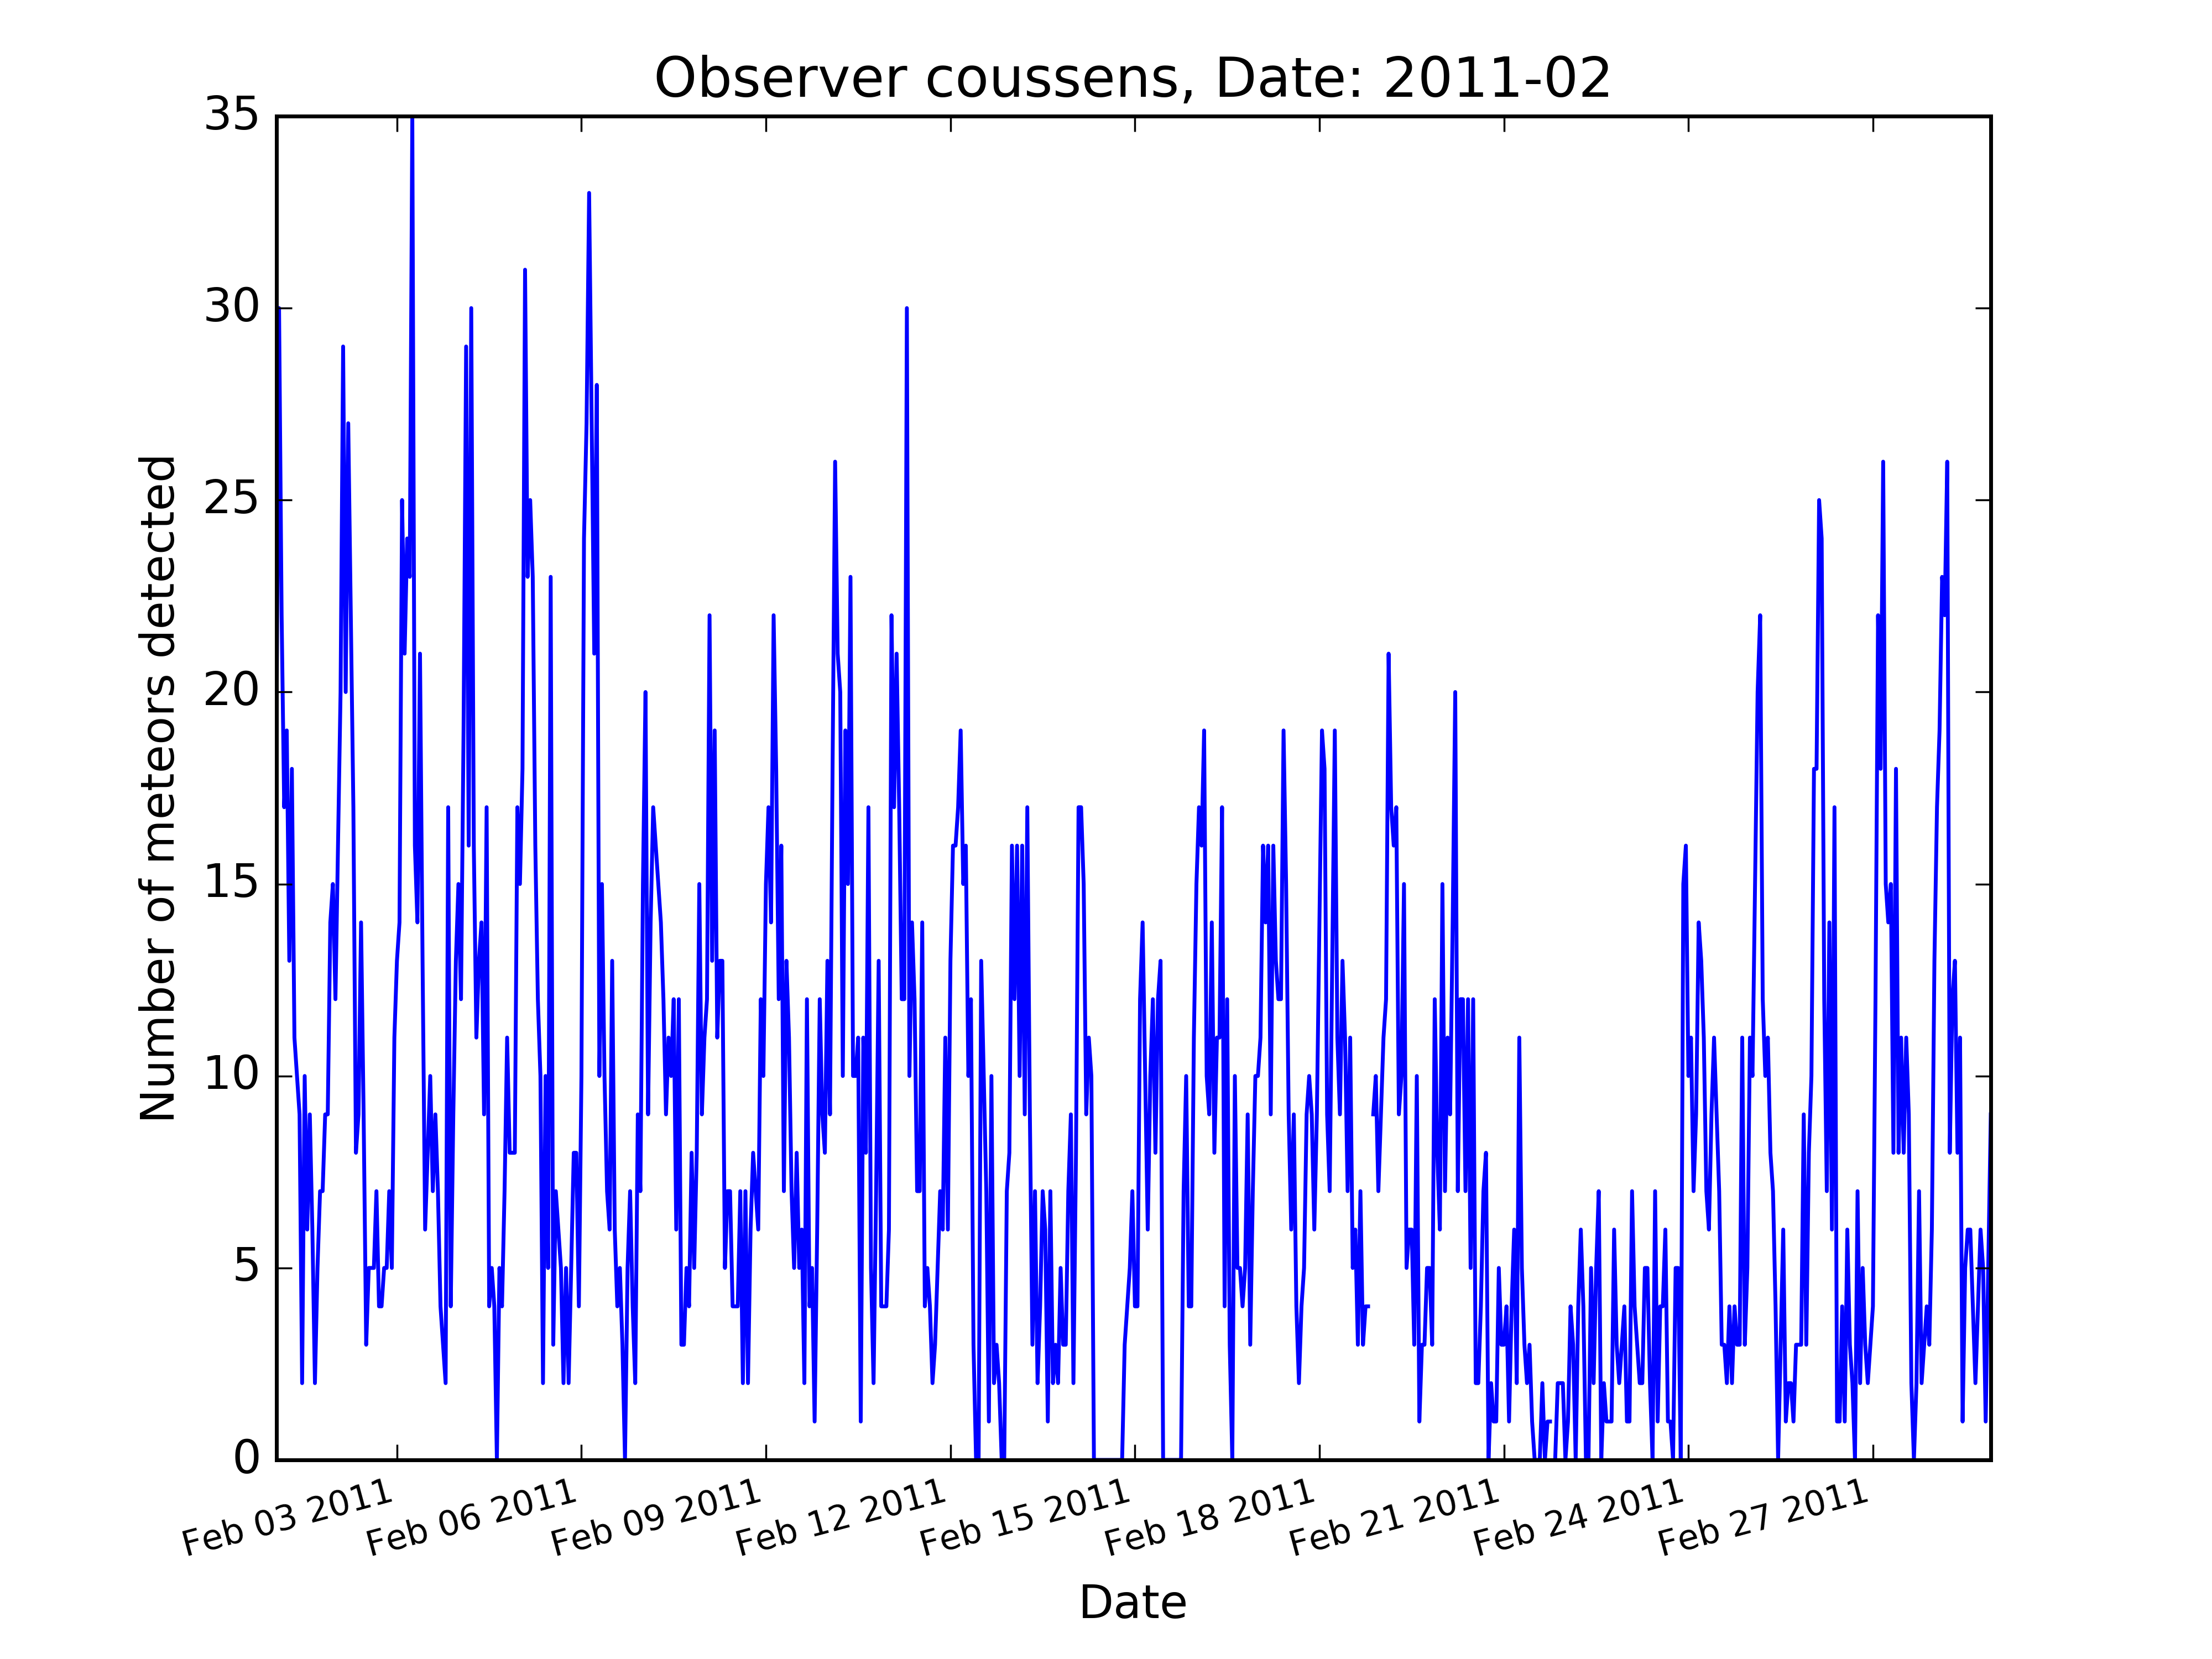 Observer coussens, Date: 2011-02
35
30
25
20
15
10
5
0
Number of meteors detected
Feb 03 2011
Feb 06 2011
Feb 09 2011
Feb 12 2011
Feb 15 2011
Feb 18 2011
Feb 21 2011
Feb 24 2011
Feb 27 2011
Date